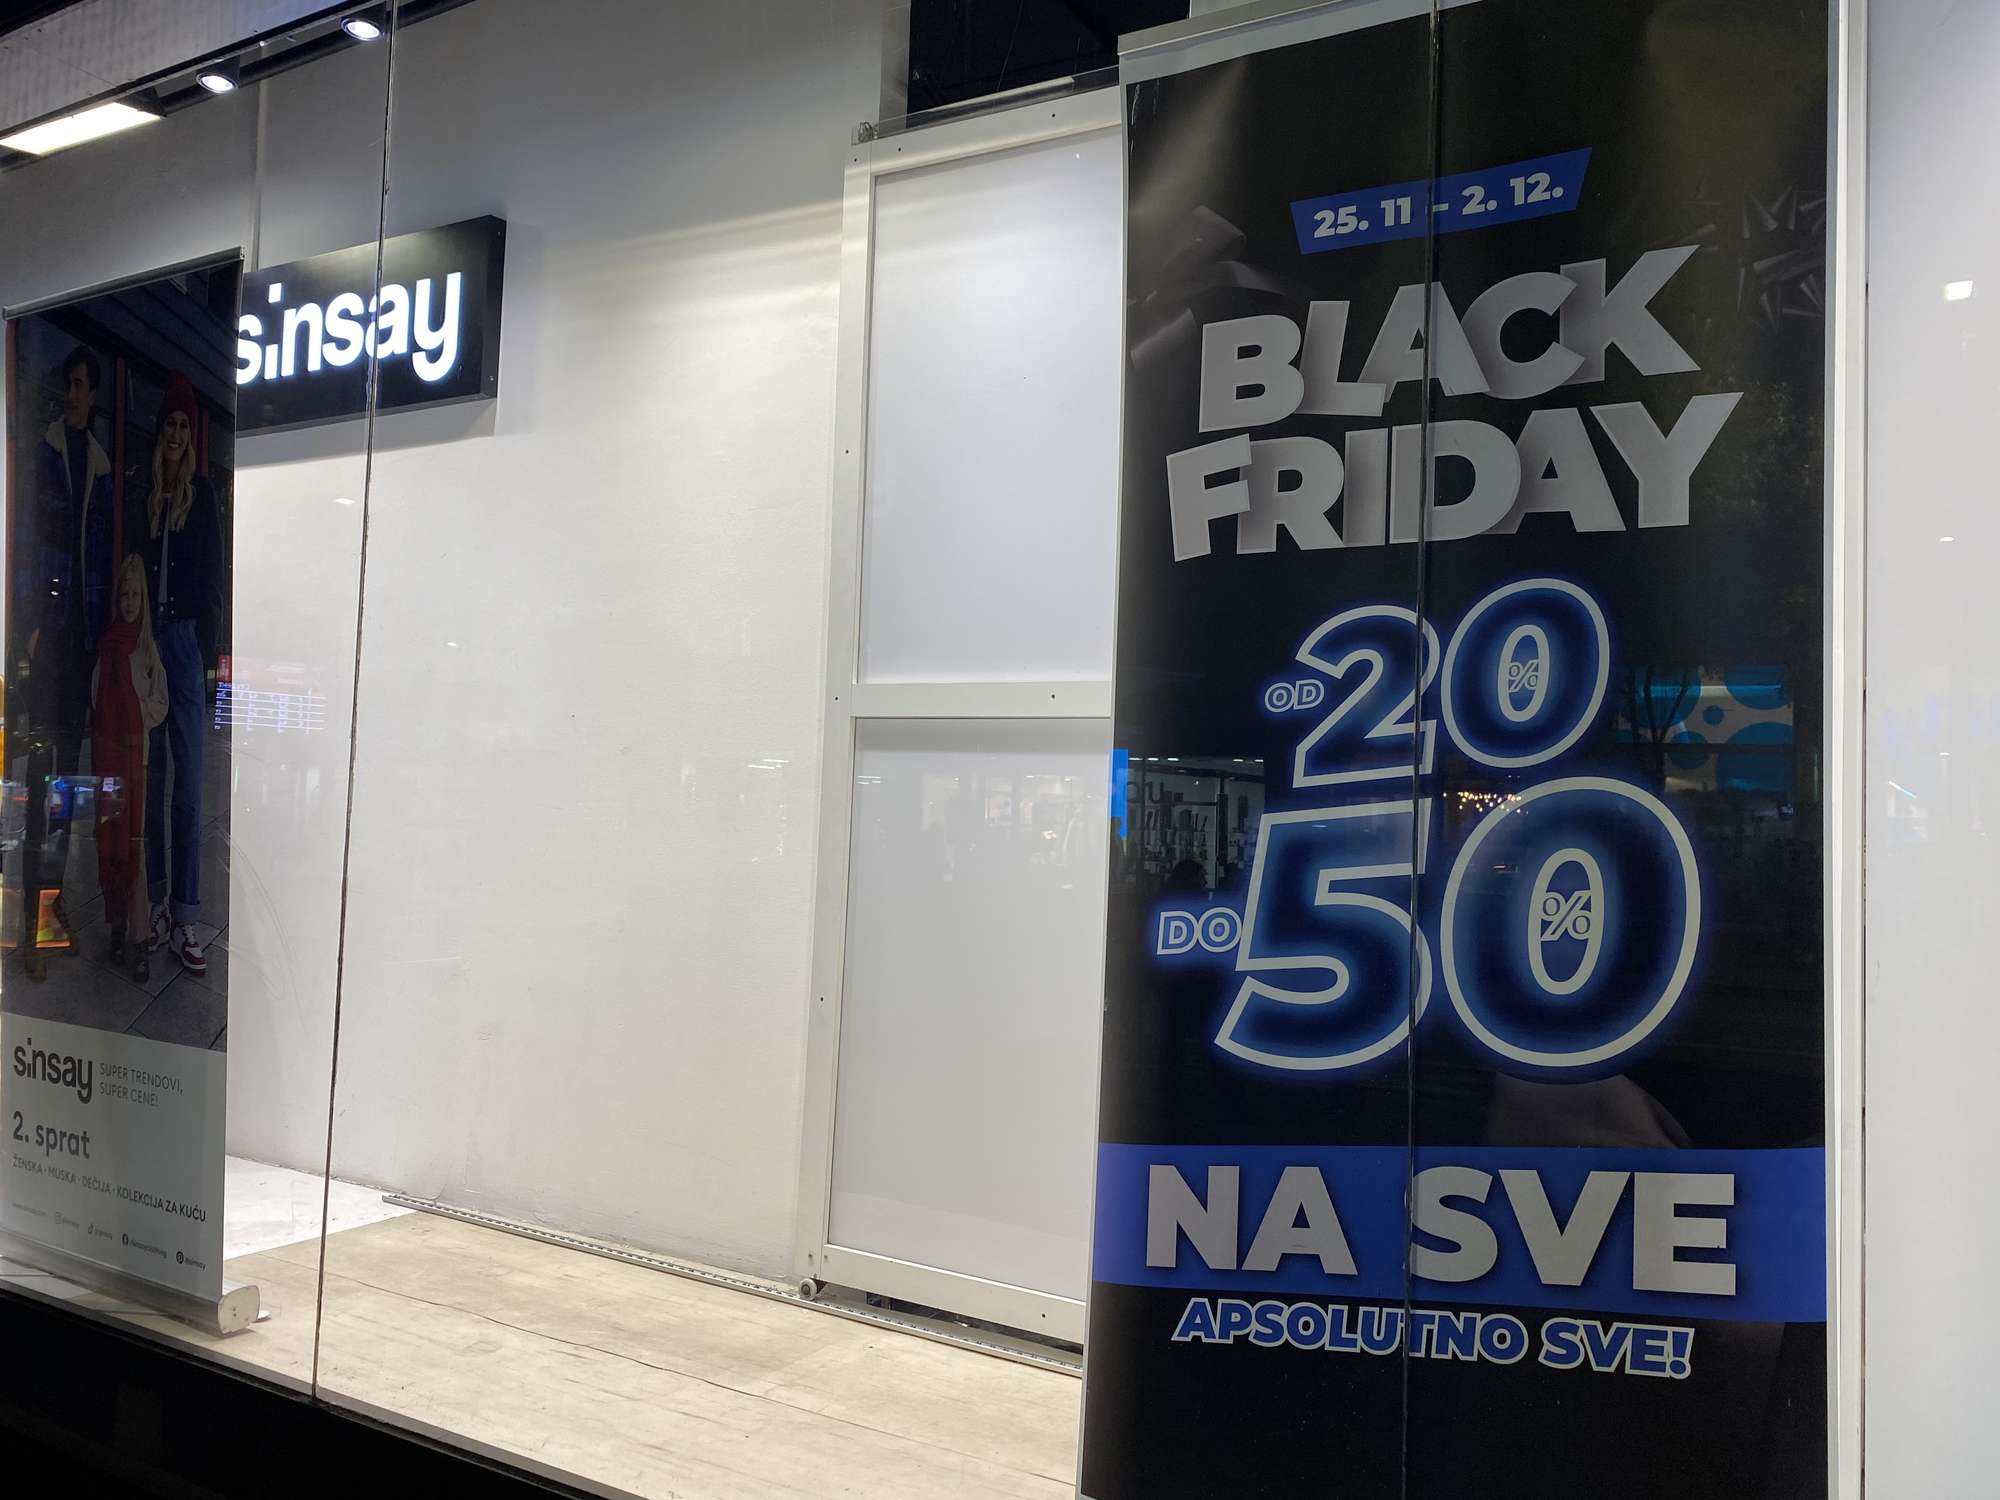 sinsay
sinsay
SUPER TRENDOVI,
SUPER CENE!
2. sprat
ŽENSKA · MUSKA · DEČIJA · KOLEKCIJA ZA KUĆU
25. 11 – 2. 12.
BLACK
FRIDAY
OD 20%
DO 50%
NA SVE
APSOLUTNO SVE!